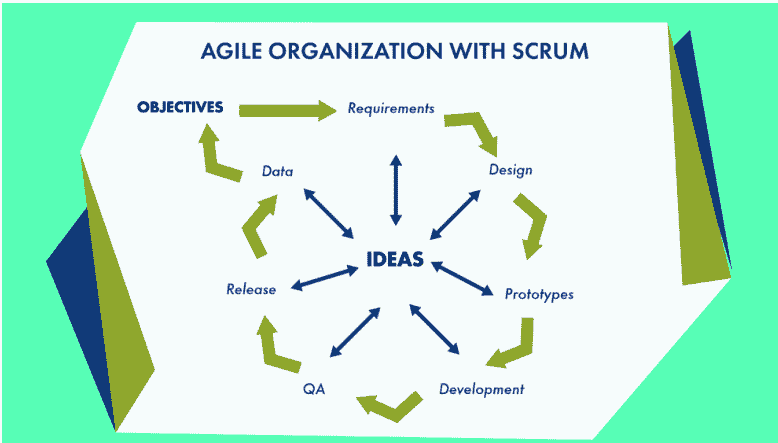 AGILE ORGANIZATION WITH SCRUM
OBJECTIVES
Requirements
Data
Design
IDEAS
Release
Prototypes
QA
Development